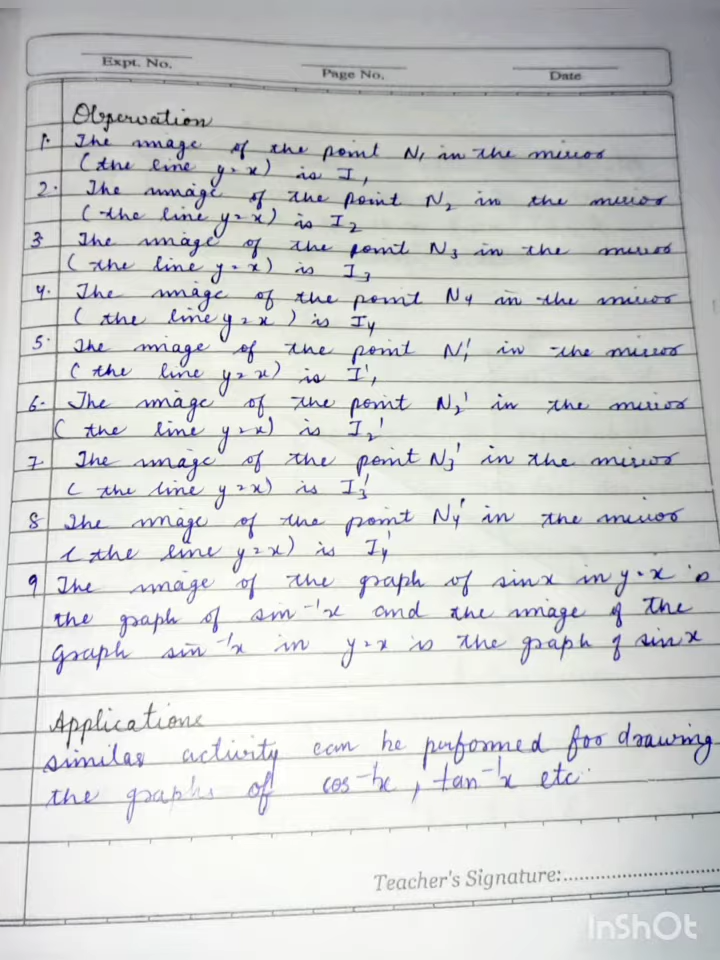 Expt. No.
Page No.
Date
Observation
1. The image of the point N₁ in the mirror
(the line y=x) is I₁
2. The image of the point N₂ in the mirror
(the line y=x) is I₂
3 The image of the point N₃ in the mirror
(the line y=x) is I₃
4. The image of the point N₄ in the mirror
(the line y=x) is I₄
5. The image of the point N₁' in the mirror
(the line y=x) is I'₁
6. The image of the point N₂' in the mirror
(the line y=x) is I₂'
7. The image of the point N₃' in the mirror
(the line y=x) is I₃'
8 The image of the point N₄' in the mirror
(the line y=x) is I₄'
9 The image of the graph of sin x in y=x is
the graph of sin⁻¹x and the image of the
graph sin⁻¹x in y=x is the graph of sin x
Applications
similar activity can be performed for drawing
the graphs of cos⁻¹x, tan⁻¹x etc.
Teacher's Signature:........................
InShOt